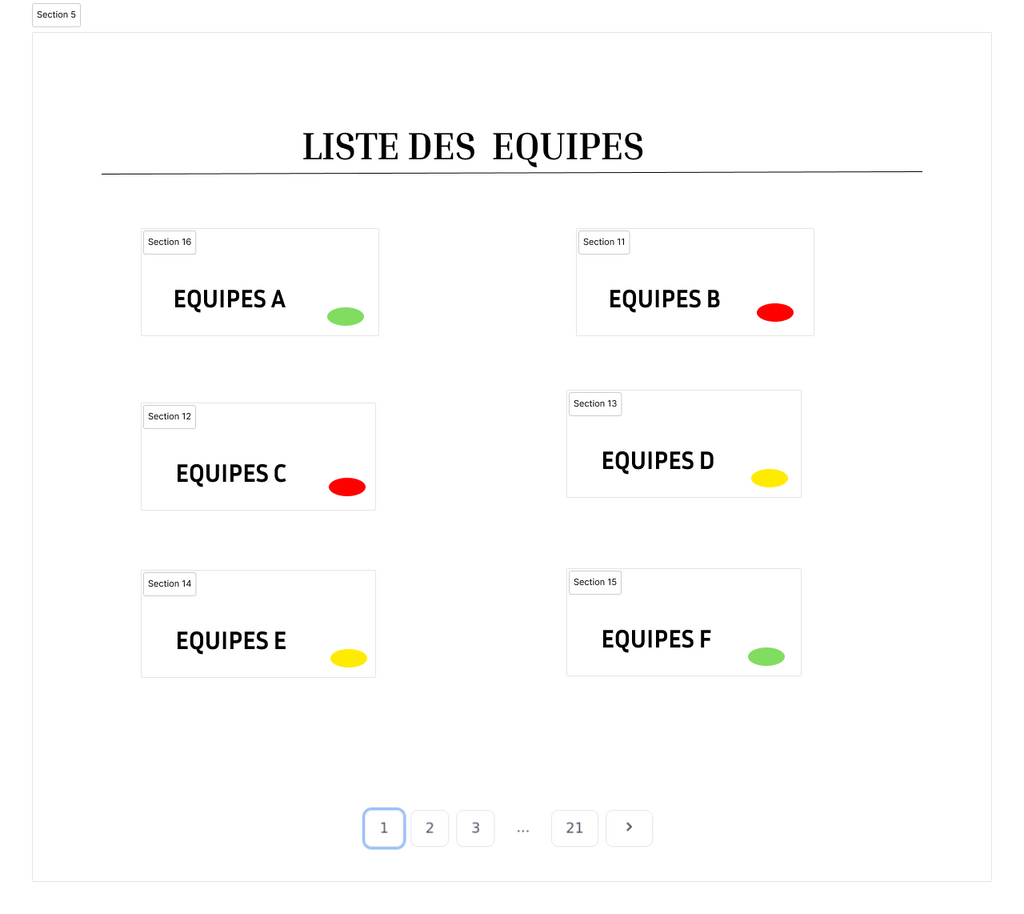 Section 5
LISTE DES EQUIPES
Section 16
EQUIPES A
Section 11
EQUIPES B
Section 12
EQUIPES C
Section 13
EQUIPES D
Section 14
EQUIPES E
Section 15
EQUIPES F
1 2 3 ... 21 >